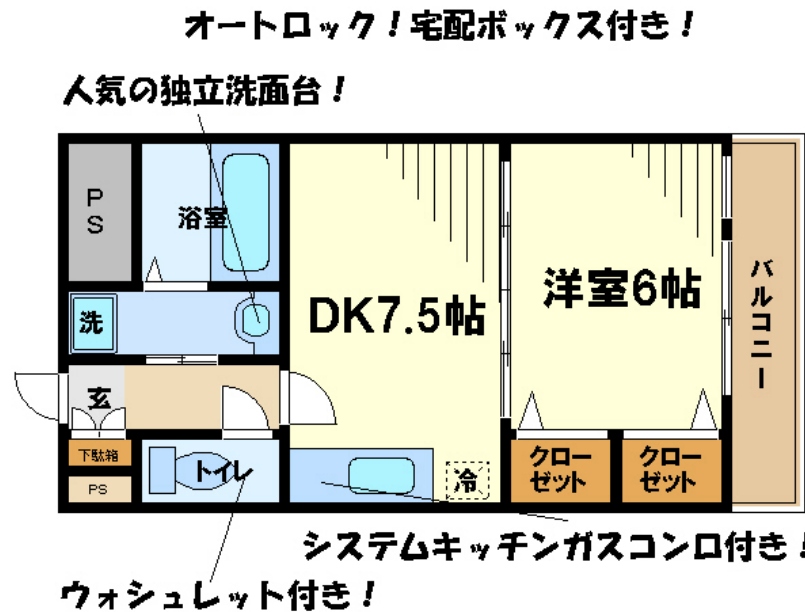 オートロック!宅配ボックス付き!
人気の独立洗面台!
PS
浴室
洗
DK7.5帖
洋室6帖
バルコニー
玄
下駄箱
PS
トイレ
冷
クローゼット
クローゼット
システムキッチンガスコンロ付き!
ウォシュレット付き!